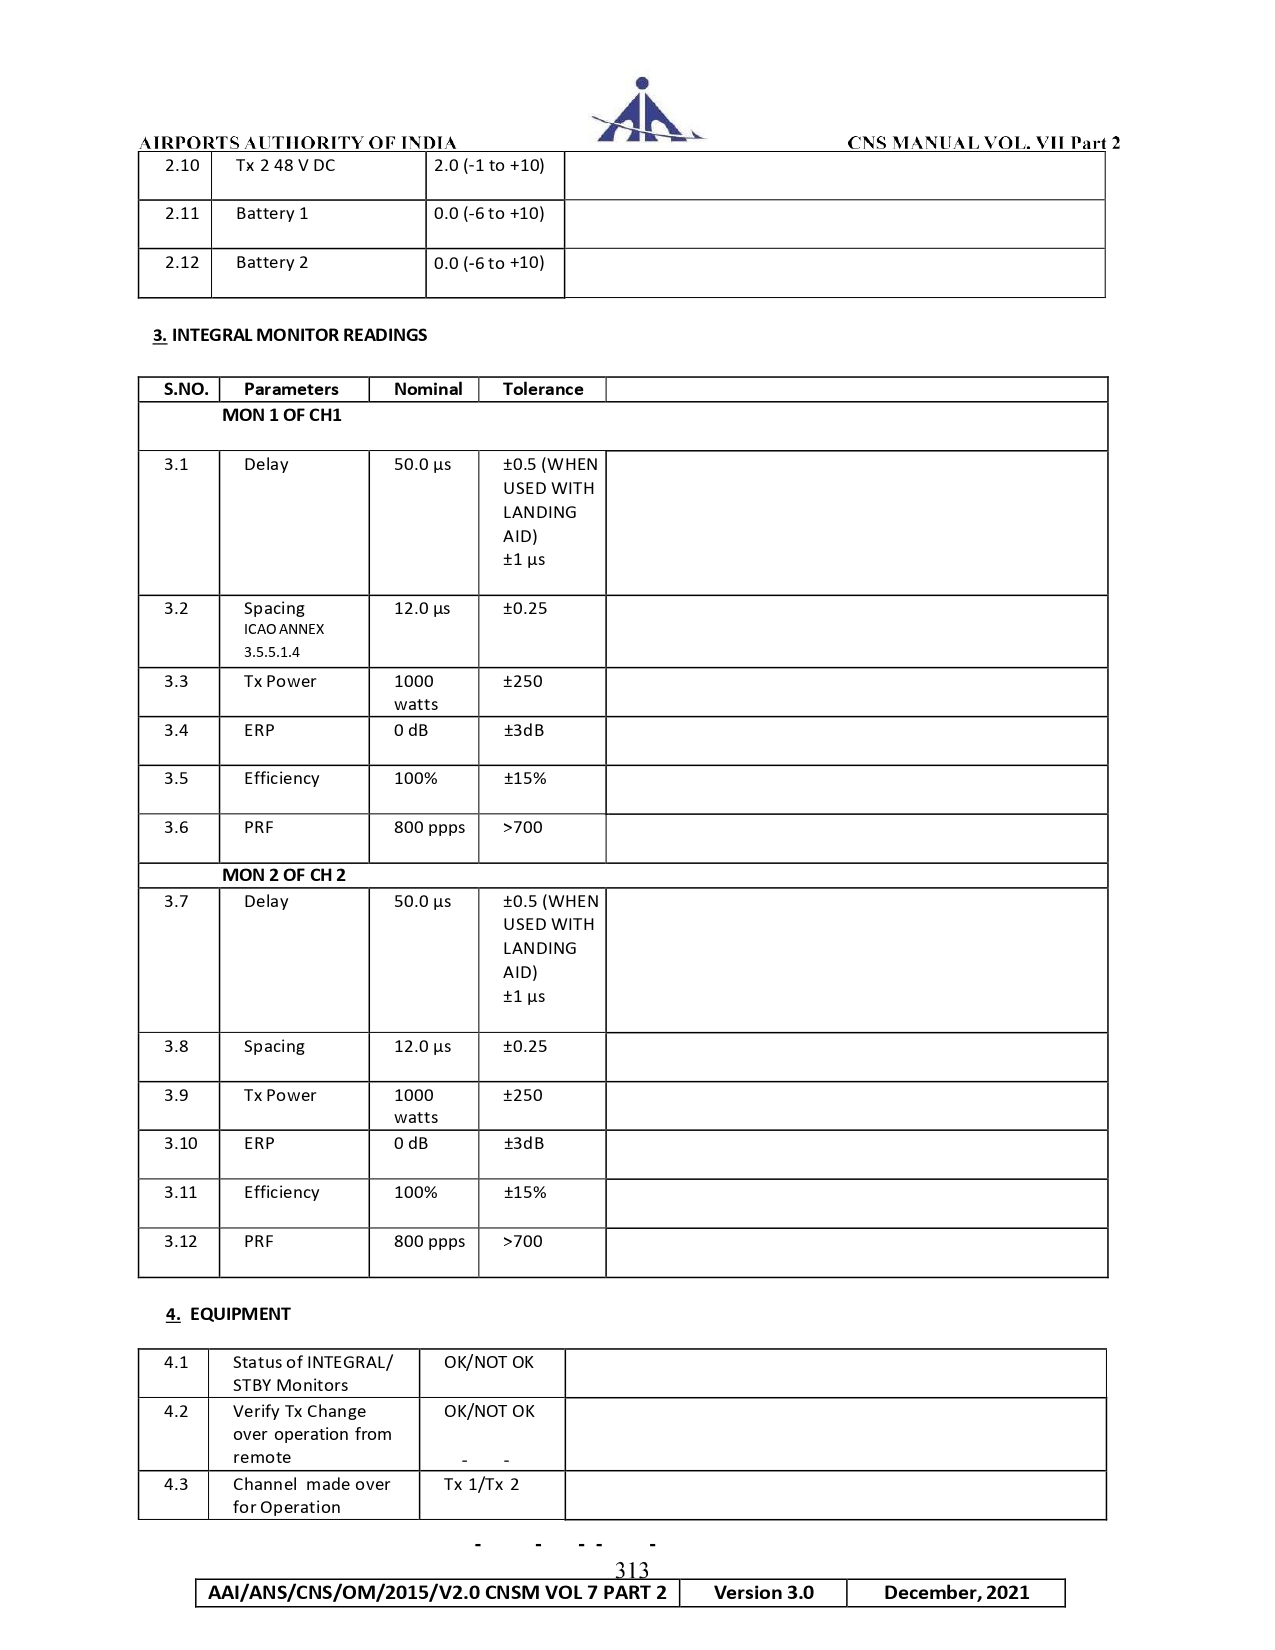 AIRPORTS AUTHORITY OF INDIA CNS MANUAL VOL. VII Part 2
2.10 Tx 2 48 V DC 2.0 (-1 to +10)
2.11 Battery 1 0.0 (-6 to +10)
2.12 Battery 2 0.0 (-6 to +10)
3. INTEGRAL MONITOR READINGS
S.NO. Parameters Nominal Tolerance
MON 1 OF CH1
3.1 Delay 50.0 µs ±0.5 (WHEN
USED WITH
LANDING
AID)
±1 µs
3.2 Spacing 12.0 µs ±0.25
ICAO ANNEX
3.5.5.1.4
3.3 Tx Power 1000 ±250
watts
3.4 ERP 0 dB ±3dB
3.5 Efficiency 100% ±15%
3.6 PRF 800 ppps >700
MON 2 OF CH 2
3.7 Delay 50.0 µs ±0.5 (WHEN
USED WITH
LANDING
AID)
±1 µs
3.8 Spacing 12.0 µs ±0.25
3.9 Tx Power 1000 ±250
watts
3.10 ERP 0 dB ±3dB
3.11 Efficiency 100% ±15%
3.12 PRF 800 ppps >700
4. EQUIPMENT
4.1 Status of INTEGRAL/ OK/NOT OK
STBY Monitors
4.2 Verify Tx Change OK/NOT OK
over operation from
remote - -
4.3 Channel made over Tx 1/Tx 2
for Operation
- - - - -
313
AAI/ANS/CNS/OM/2015/V2.0 CNSM VOL 7 PART 2 Version 3.0 December, 2021